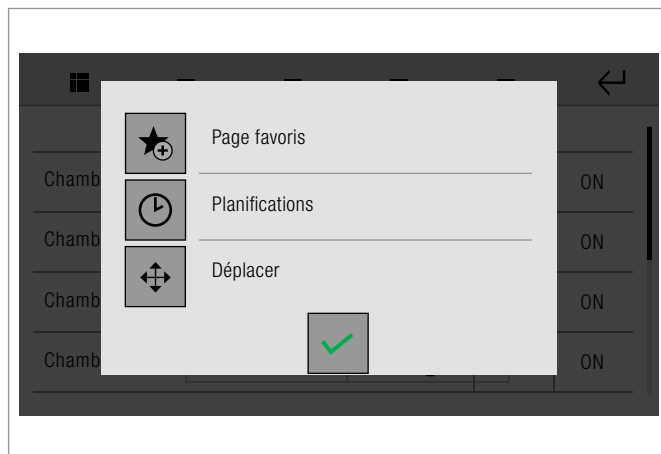 Page favoris
Chamb ON
Planifications
Chamb ON
Déplacer
Chamb ON
Chamb ON